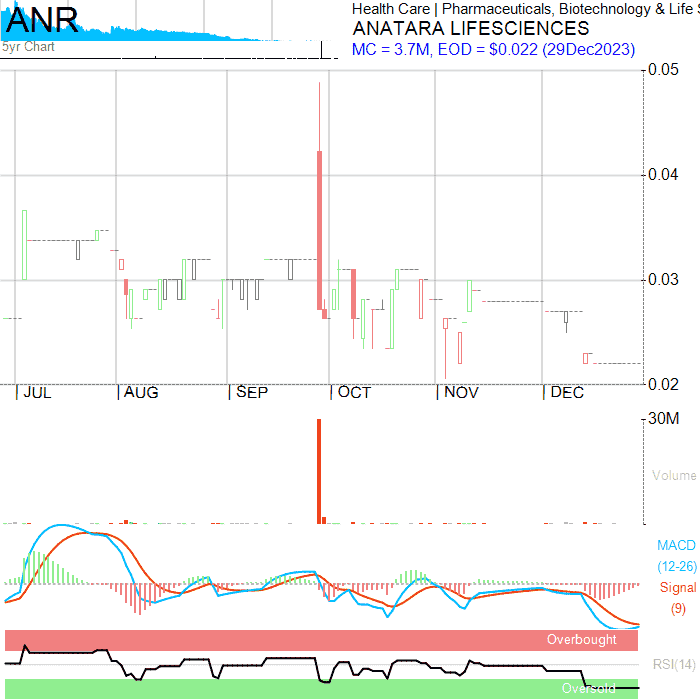 ANR
Health Care | Pharmaceuticals, Biotechnology & Life S
ANATARA LIFESCIENCES
5yr Chart
MC = 3.7M, EOD = $0.022 (29Dec2023)
0.05
0.04
0.03
0.02
| JUL | AUG | SEP | OCT | NOV | DEC
30M
Volume
MACD
(12-26)
Signal
(9)
Overbought
RSI(14)
Oversold